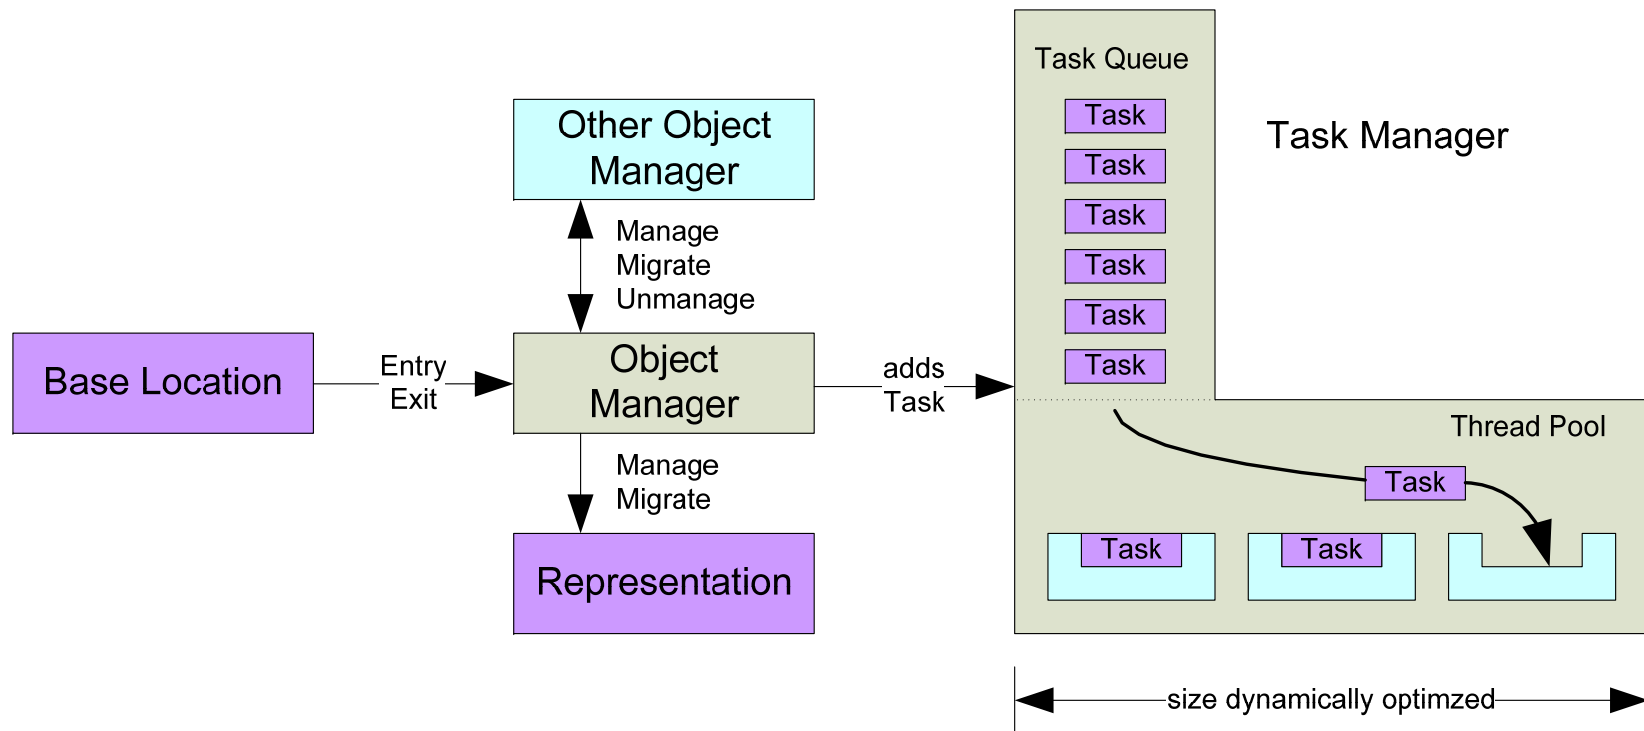 Task Queue
Task
Task
Task
Task
Task
Task
Task Manager
Other Object
Manager
Manage
Migrate
Unmanage
Base Location
Entry
Exit
Object
Manager
adds
Task
Manage
Migrate
Representation
Thread Pool
Task
Task
Task
size dynamically optimzed